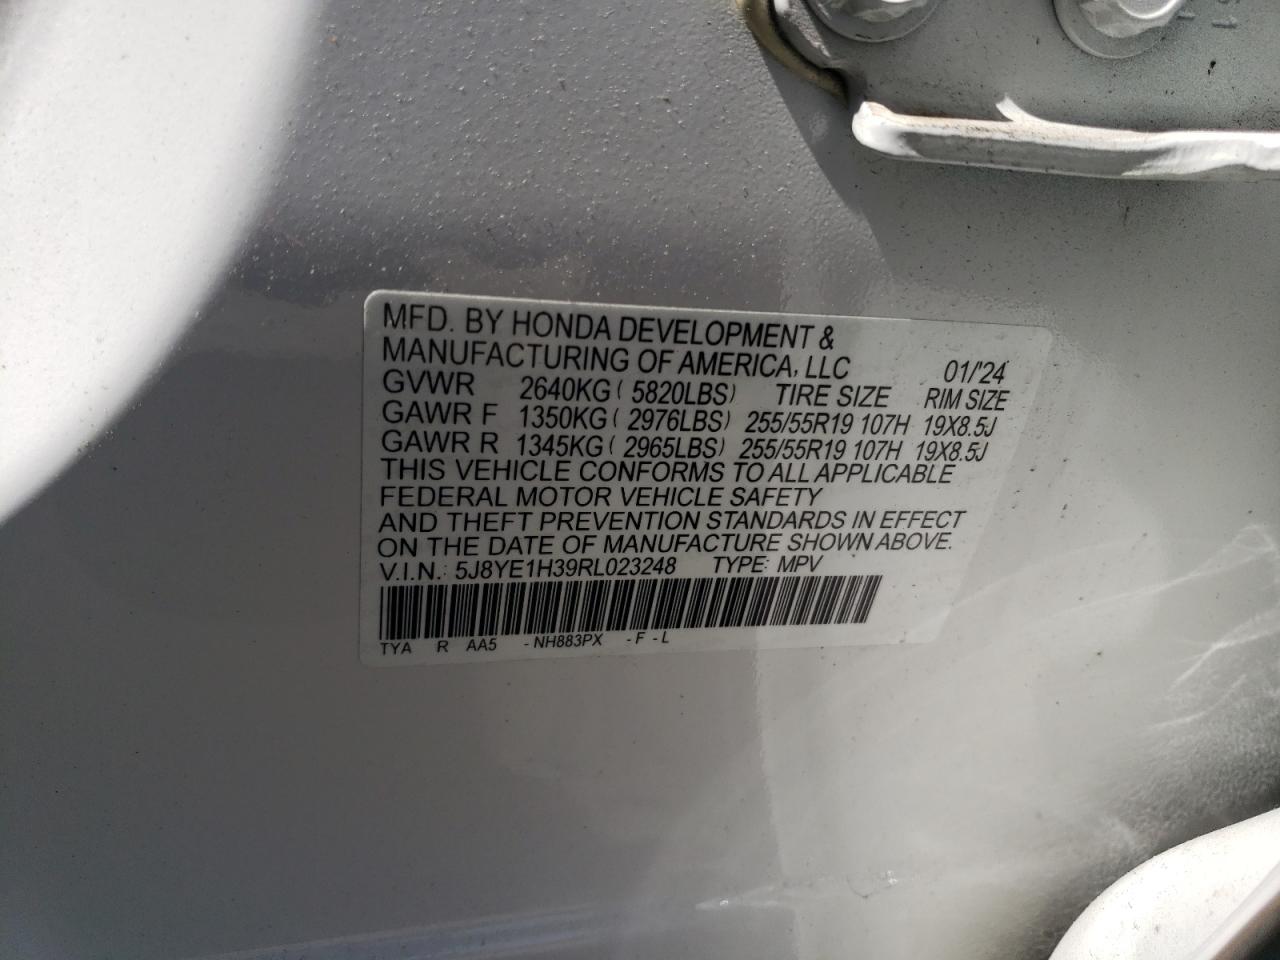 MFD. BY HONDA DEVELOPMENT &
MANUFACTURING OF AMERICA, LLC 01/'24
GVWR 2640KG ( 5820LBS) TIRE SIZE RIM SIZE
GAWR F 1350KG ( 2976LBS) 255/55R19 107H 19X8.5J
GAWR R 1345KG ( 2965LBS) 255/55R19 107H 19X8.5J
THIS VEHICLE CONFORMS TO ALL APPLICABLE
FEDERAL MOTOR VEHICLE SAFETY
AND THEFT PREVENTION STANDARDS IN EFFECT
ON THE DATE OF MANUFACTURE SHOWN ABOVE.
V.I.N.: 5J8YE1H39RL023248 TYPE: MPV
TYA R AA5 -NH883PX -F-L